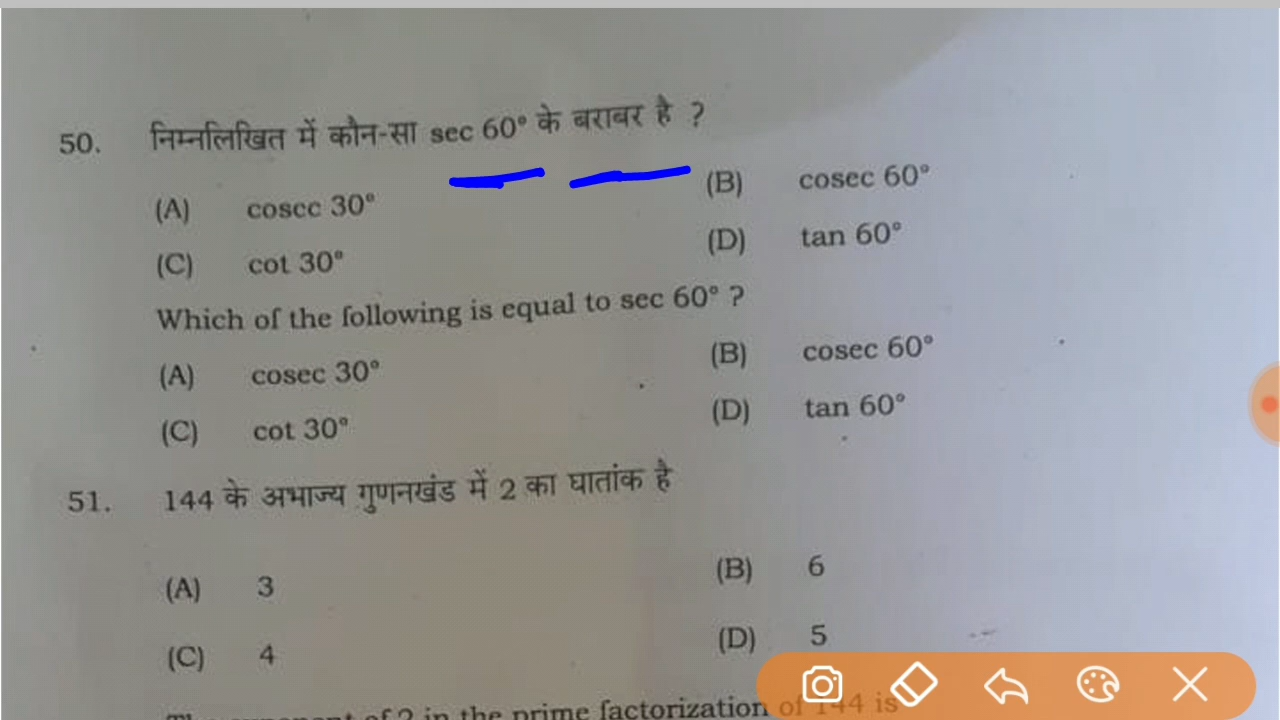 50. निम्नलिखित में कौन-सा sec 60° के बराबर है ?
(A) cosec 30° (B) cosec 60°
(C) cot 30° (D) tan 60°
Which of the following is equal to sec 60° ?
(A) cosec 30° (B) cosec 60°
(C) cot 30° (D) tan 60°
51. 144 के अभाज्य गुणनखंड में 2 का घातांक है
(A) 3 (B) 6
(C) 4 (D) 5
of 2 in the prime factorization of 144 is